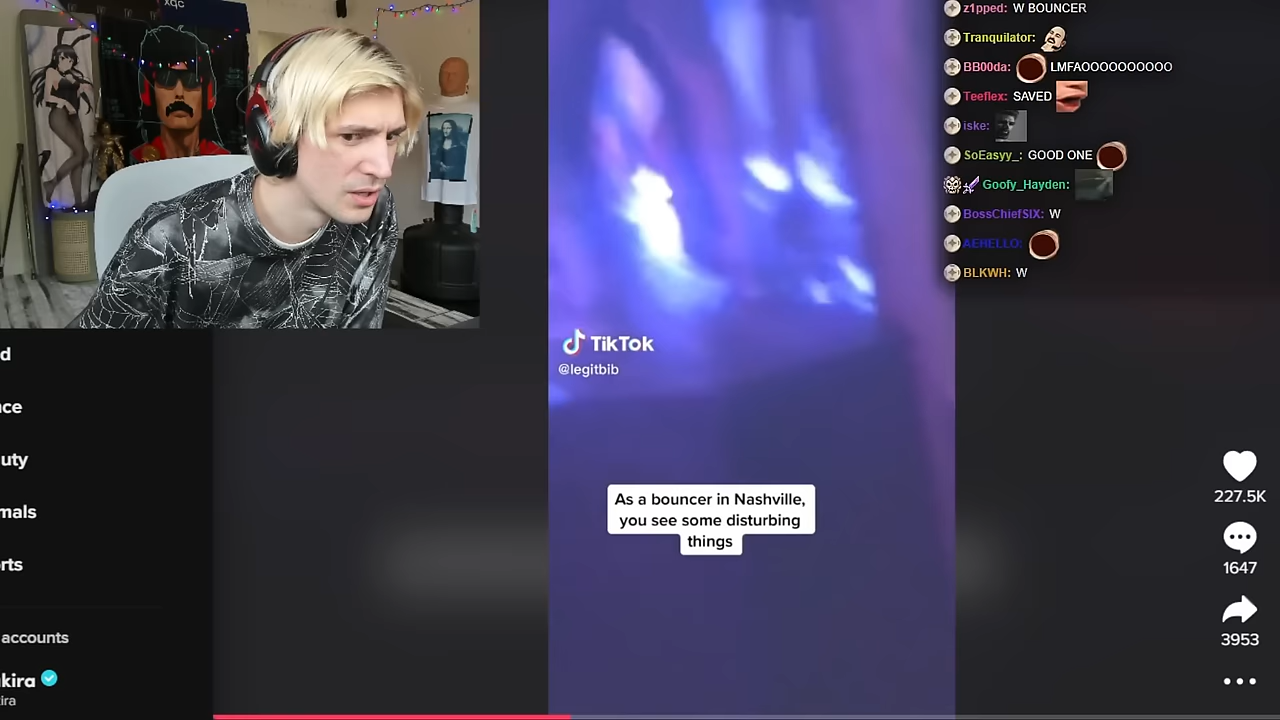 xqc
z1pped: W BOUNCER
Tranquilator:
BB00da: LMFAOOOOOOOOOO
Teeflex: SAVED
iske:
SoEasyy_: GOOD ONE
Goofy_Hayden:
BossChiefSIX: W
AEHELLO:
BLKWH: W
TikTok
@legitbib
d
ce
uty
mals
rts
accounts
kira
ira
As a bouncer in Nashville,
you see some disturbing
things
227.5K
1647
3953